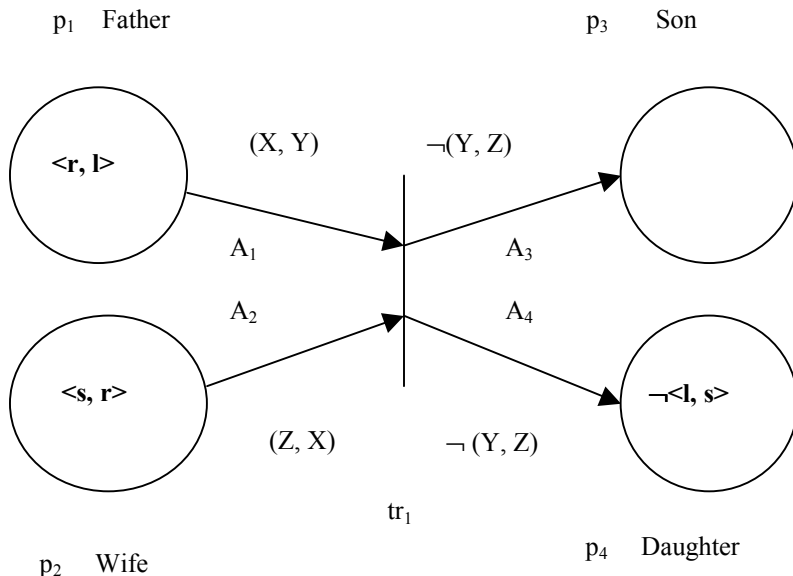 p₁ Father
p₃ Son
(X, Y)
¬(Y, Z)
<r, l>
A₁
A₃
A₂
A₄
<s, r>
¬<l, s>
(Z, X)
¬ (Y, Z)
tr₁
p₂ Wife
p₄ Daughter